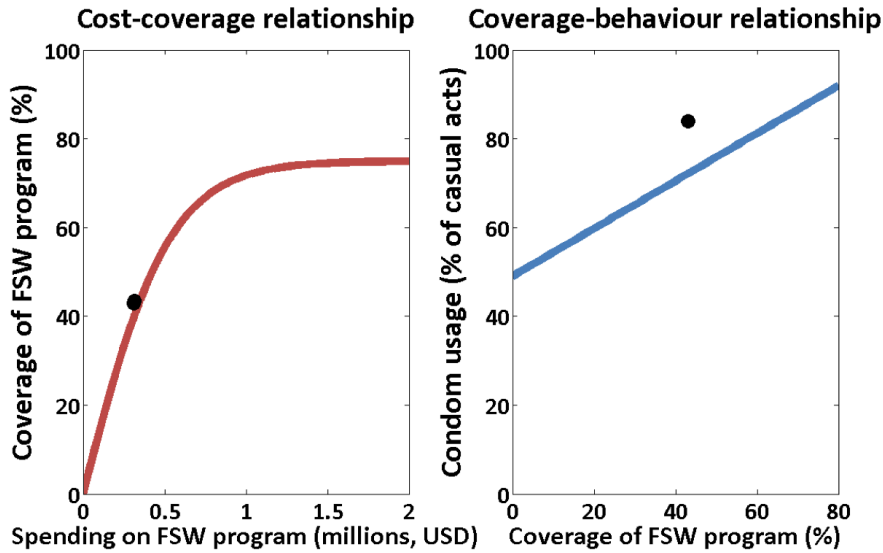 Cost-coverage relationship
Coverage of FSW program (%)
100
80
60
40
20
0
0 0.5 1 1.5 2
Spending on FSW program (millions, USD)
Coverage-behaviour relationship
Condom usage (% of casual acts)
100
80
60
40
20
0
0 20 40 60 80
Coverage of FSW program (%)